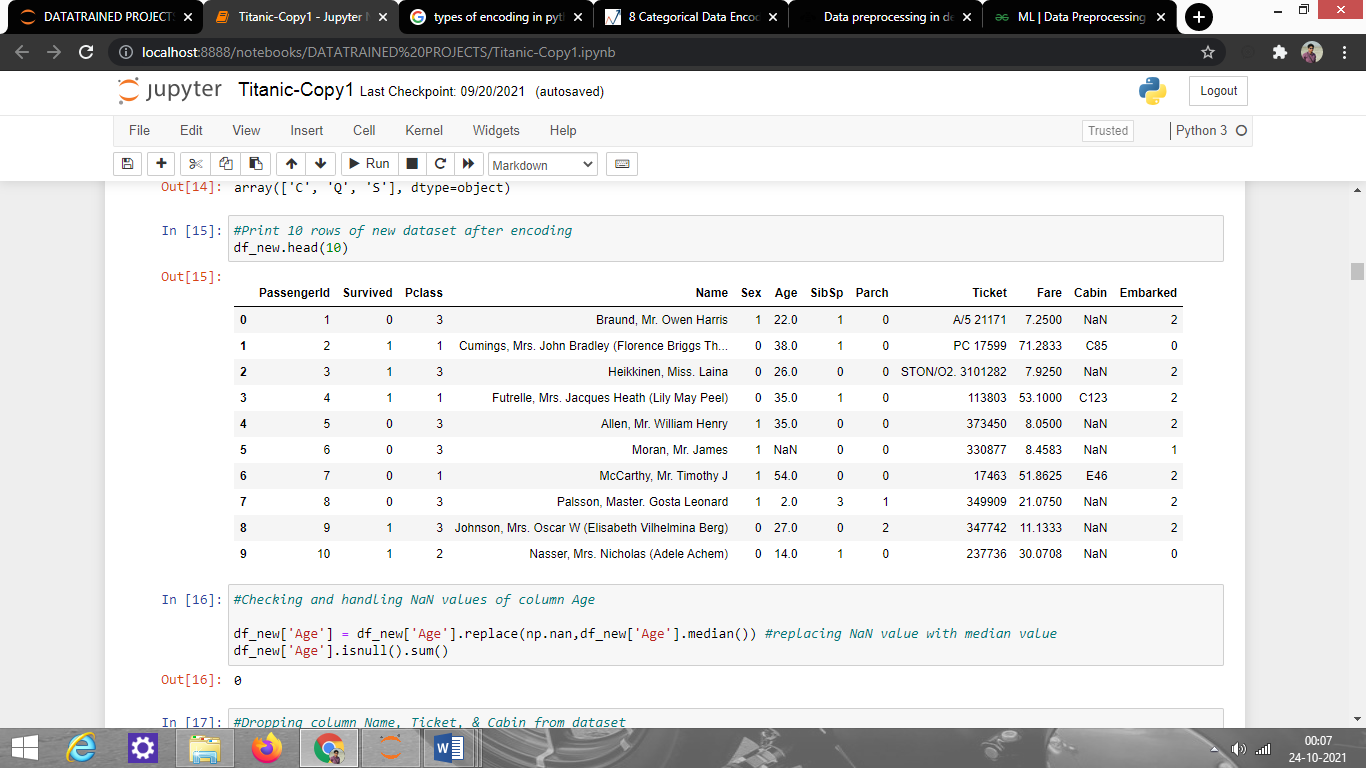 DATATRAINED PROJECTS
Titanic-Copy1 - Jupyter N
types of encoding in pyt
8 Categorical Data Encod
Data preprocessing in de
ML | Data Preprocessing
localhost:8888/notebooks/DATATRAINED%20PROJECTS/Titanic-Copy1.ipynb
jupyter Titanic-Copy1 Last Checkpoint: 09/20/2021 (autosaved) Logout
File Edit View Insert Cell Kernel Widgets Help Trusted Python 3
Run Markdown
Out[14]: array(['C', 'Q', 'S'], dtype=object)
In [15]: #Print 10 rows of new dataset after encoding
df_new.head(10)
Out[15]:
PassengerId Survived Pclass Name Sex Age SibSp Parch Ticket Fare Cabin Embarked
0 1 0 3 Braund, Mr. Owen Harris 1 22.0 1 0 A/5 21171 7.2500 NaN 2
1 2 1 1 Cumings, Mrs. John Bradley (Florence Briggs Th... 0 38.0 1 0 PC 17599 71.2833 C85 0
2 3 1 3 Heikkinen, Miss. Laina 0 26.0 0 0 STON/O2. 3101282 7.9250 NaN 2
3 4 1 1 Futrelle, Mrs. Jacques Heath (Lily May Peel) 0 35.0 1 0 113803 53.1000 C123 2
4 5 0 3 Allen, Mr. William Henry 1 35.0 0 0 373450 8.0500 NaN 2
5 6 0 3 Moran, Mr. James 1 NaN 0 0 330877 8.4583 NaN 1
6 7 0 1 McCarthy, Mr. Timothy J 1 54.0 0 0 17463 51.8625 E46 2
7 8 0 3 Palsson, Master. Gosta Leonard 1 2.0 3 1 349909 21.0750 NaN 2
8 9 1 3 Johnson, Mrs. Oscar W (Elisabeth Vilhelmina Berg) 0 27.0 0 2 347742 11.1333 NaN 2
9 10 1 2 Nasser, Mrs. Nicholas (Adele Achem) 0 14.0 1 0 237736 30.0708 NaN 0
In [16]: #Checking and handling NaN values of column Age
df_new['Age'] = df_new['Age'].replace(np.nan,df_new['Age'].median()) #replacing NaN value with median value
df_new['Age'].isnull().sum()
Out[16]: 0
In [17]: #Dropping column Name, Ticket, & Cabin from dataset
00:07
24-10-2021